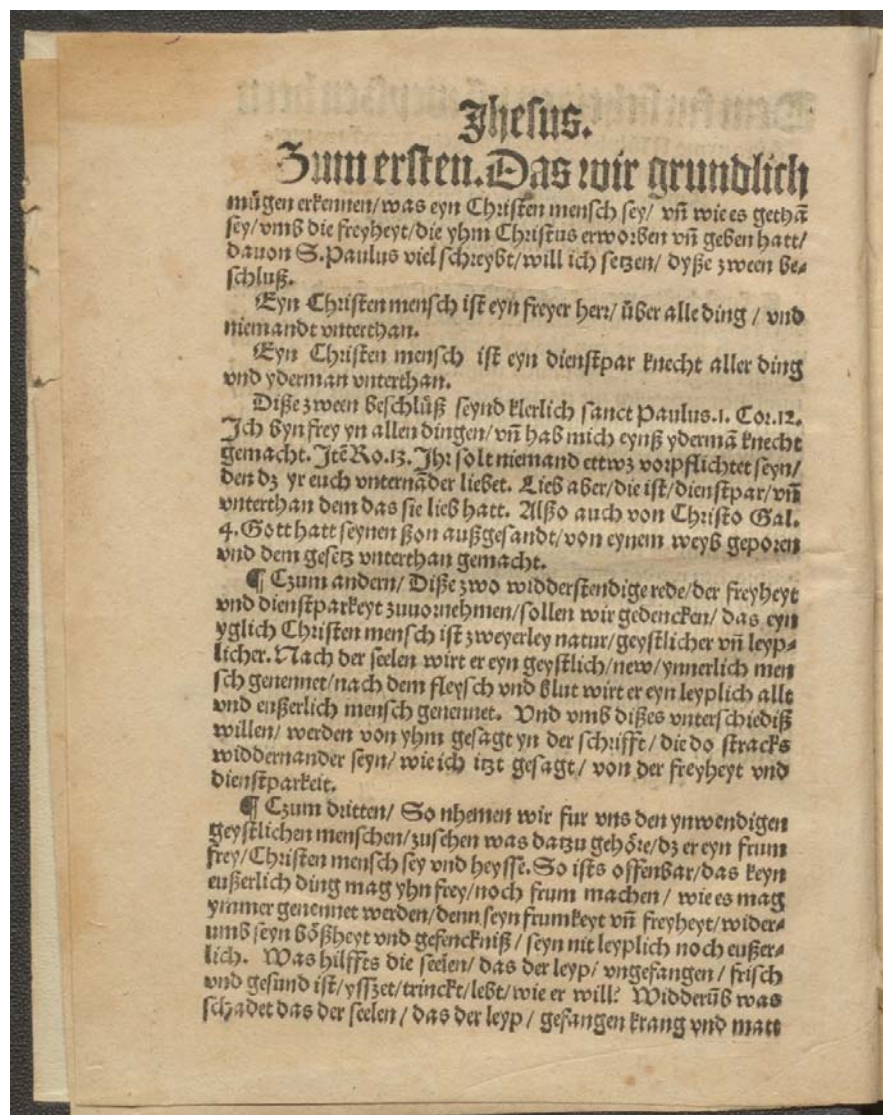 Jhesus.
Zum ersten. Das wir grundlich
mügen erkennen/ was eyn Christen mensch sey/ vñ wie es gethã
sey/ vmb die freyheyt/ die yhm Christus erworben vñ geben hatt/
dauon S. Paulus viel schreybt/ will ich setzen/ dyße zween be⸗
schluß.
Eyn Christen mensch ist eyn freyer herr/ über alle ding / vnd
niemandt vnterthan.
Eyn Christen mensch ist eyn dienstpar knecht aller ding
vnd yderman vnterthan.
Diße zween beschlüß seynd klerlich sanct Paulus .1. Cor. 12.
Ich byn frey yn allen dingen/ vñ hab mich eynß ydermã knecht
gemacht. Jtẽ Ro. 13. Jhr solt niemand ettwz vorpflichtet seyn/
den dz yr euch vnternãder liebet. Lieb aber/ die ist/ dienstpar/ vñ
vnterthan dem das sie lieb hatt. Alßo auch von Christo Gal.
4. Gott hatt seynen ßon außgesandt/ von eynem weyb geporen
vnd dem gesetz vnterthan gemacht.
¶ Czum andern/ Diße zwo widderstendige rede/ der freyheyt
vnd dienstparkeyt zuuornehmen/ sollen wir gedencken/ das eyn
yglich Christen mensch ist zweyerley natur/ geystlicher vñ leyp⸗
licher. Nach der seelen wirt er eyn geystlich/ new/ ynnerlich men
sch genennet/ nach dem fleysch vnd blut wirt er eyn leyplich allt
vnd eußerlich mensch genennet. Vnd vmb dißes vnterschiediß
willen/ werden von yhm gesagt yn der schrifft / die do stracks
widdernander seyn/ wie ich itzt gesagt / von der freyheyt vnd
dienstparkeit.
¶ Czum dritten/ So nhemen wir fur vns den ynwendigen
geystlichen menschen/ zusehen was datzu gehöre/ dz er eyn frum
frey/ Christen mensch sey vnd heysse. So ists offenbar/ das keyn
eußerlich ding mag yhn frey/ noch frum machen / wie es mag
ymmer genennet werden/ denn seyn frumkeyt vñ freyheyt/ wider⸗
umb seyn bößheyt vnd gefenckniß / seyn nit leyplich noch eußer⸗
lich. Was hilffts die seelen/ das der leyp/ vngefangen / frisch
vnd gesund ist/ ysszet/ trinckt/ lebt/ wie er will? Widderũb was
schadet das der seelen / das der leyp / gefangen krang vnd matt